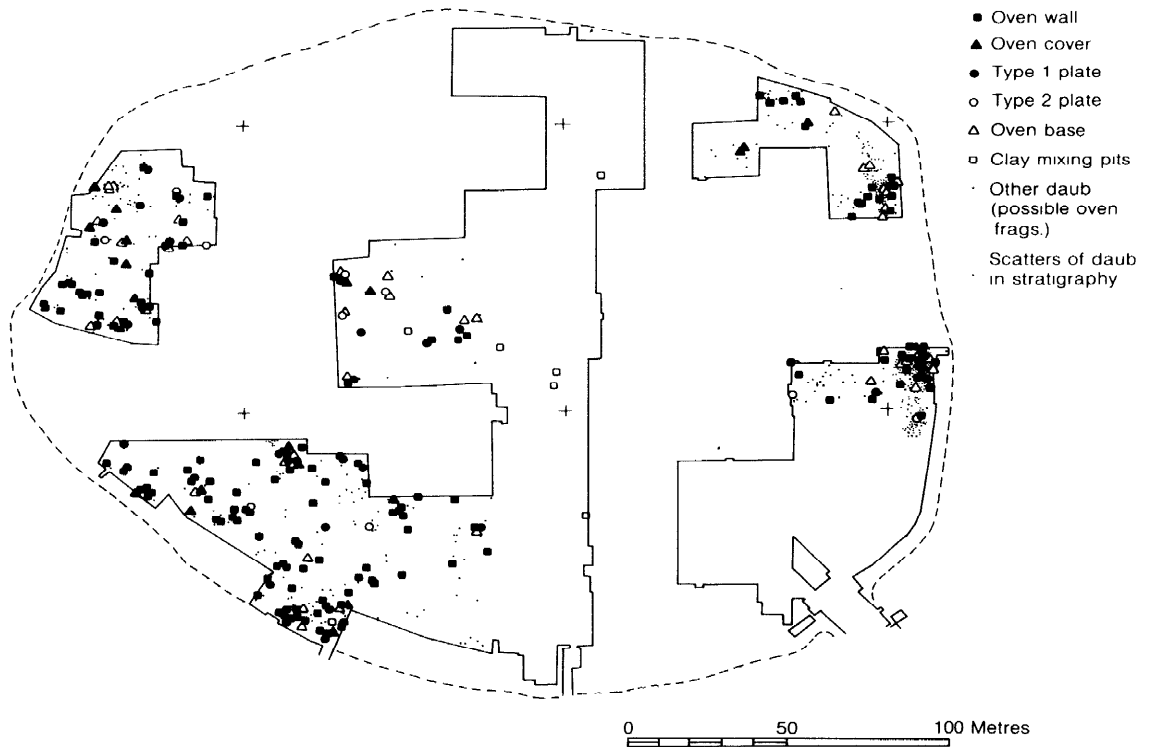 Oven wall
Oven cover
Type 1 plate
Type 2 plate
Oven base
Clay mixing pits
Other daub
(possible oven
frags.)
Scatters of daub
in stratigraphy
0 50 100 Metres